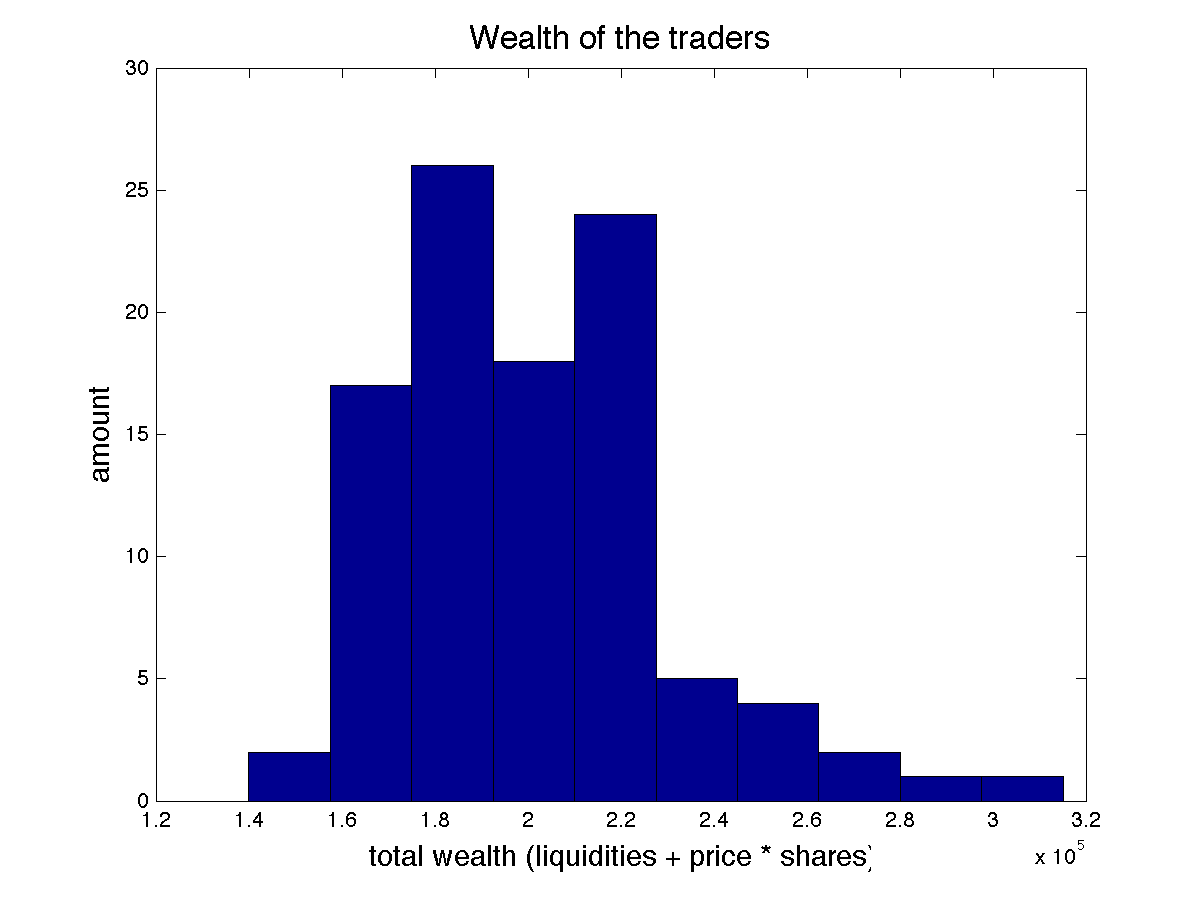 Wealth of the traders
30
25
20
15
10
5
0
amount
1.2 1.4 1.6 1.8 2 2.2 2.4 2.6 2.8 3 3.2
total wealth (liquidities + price * shares)
x 10^5